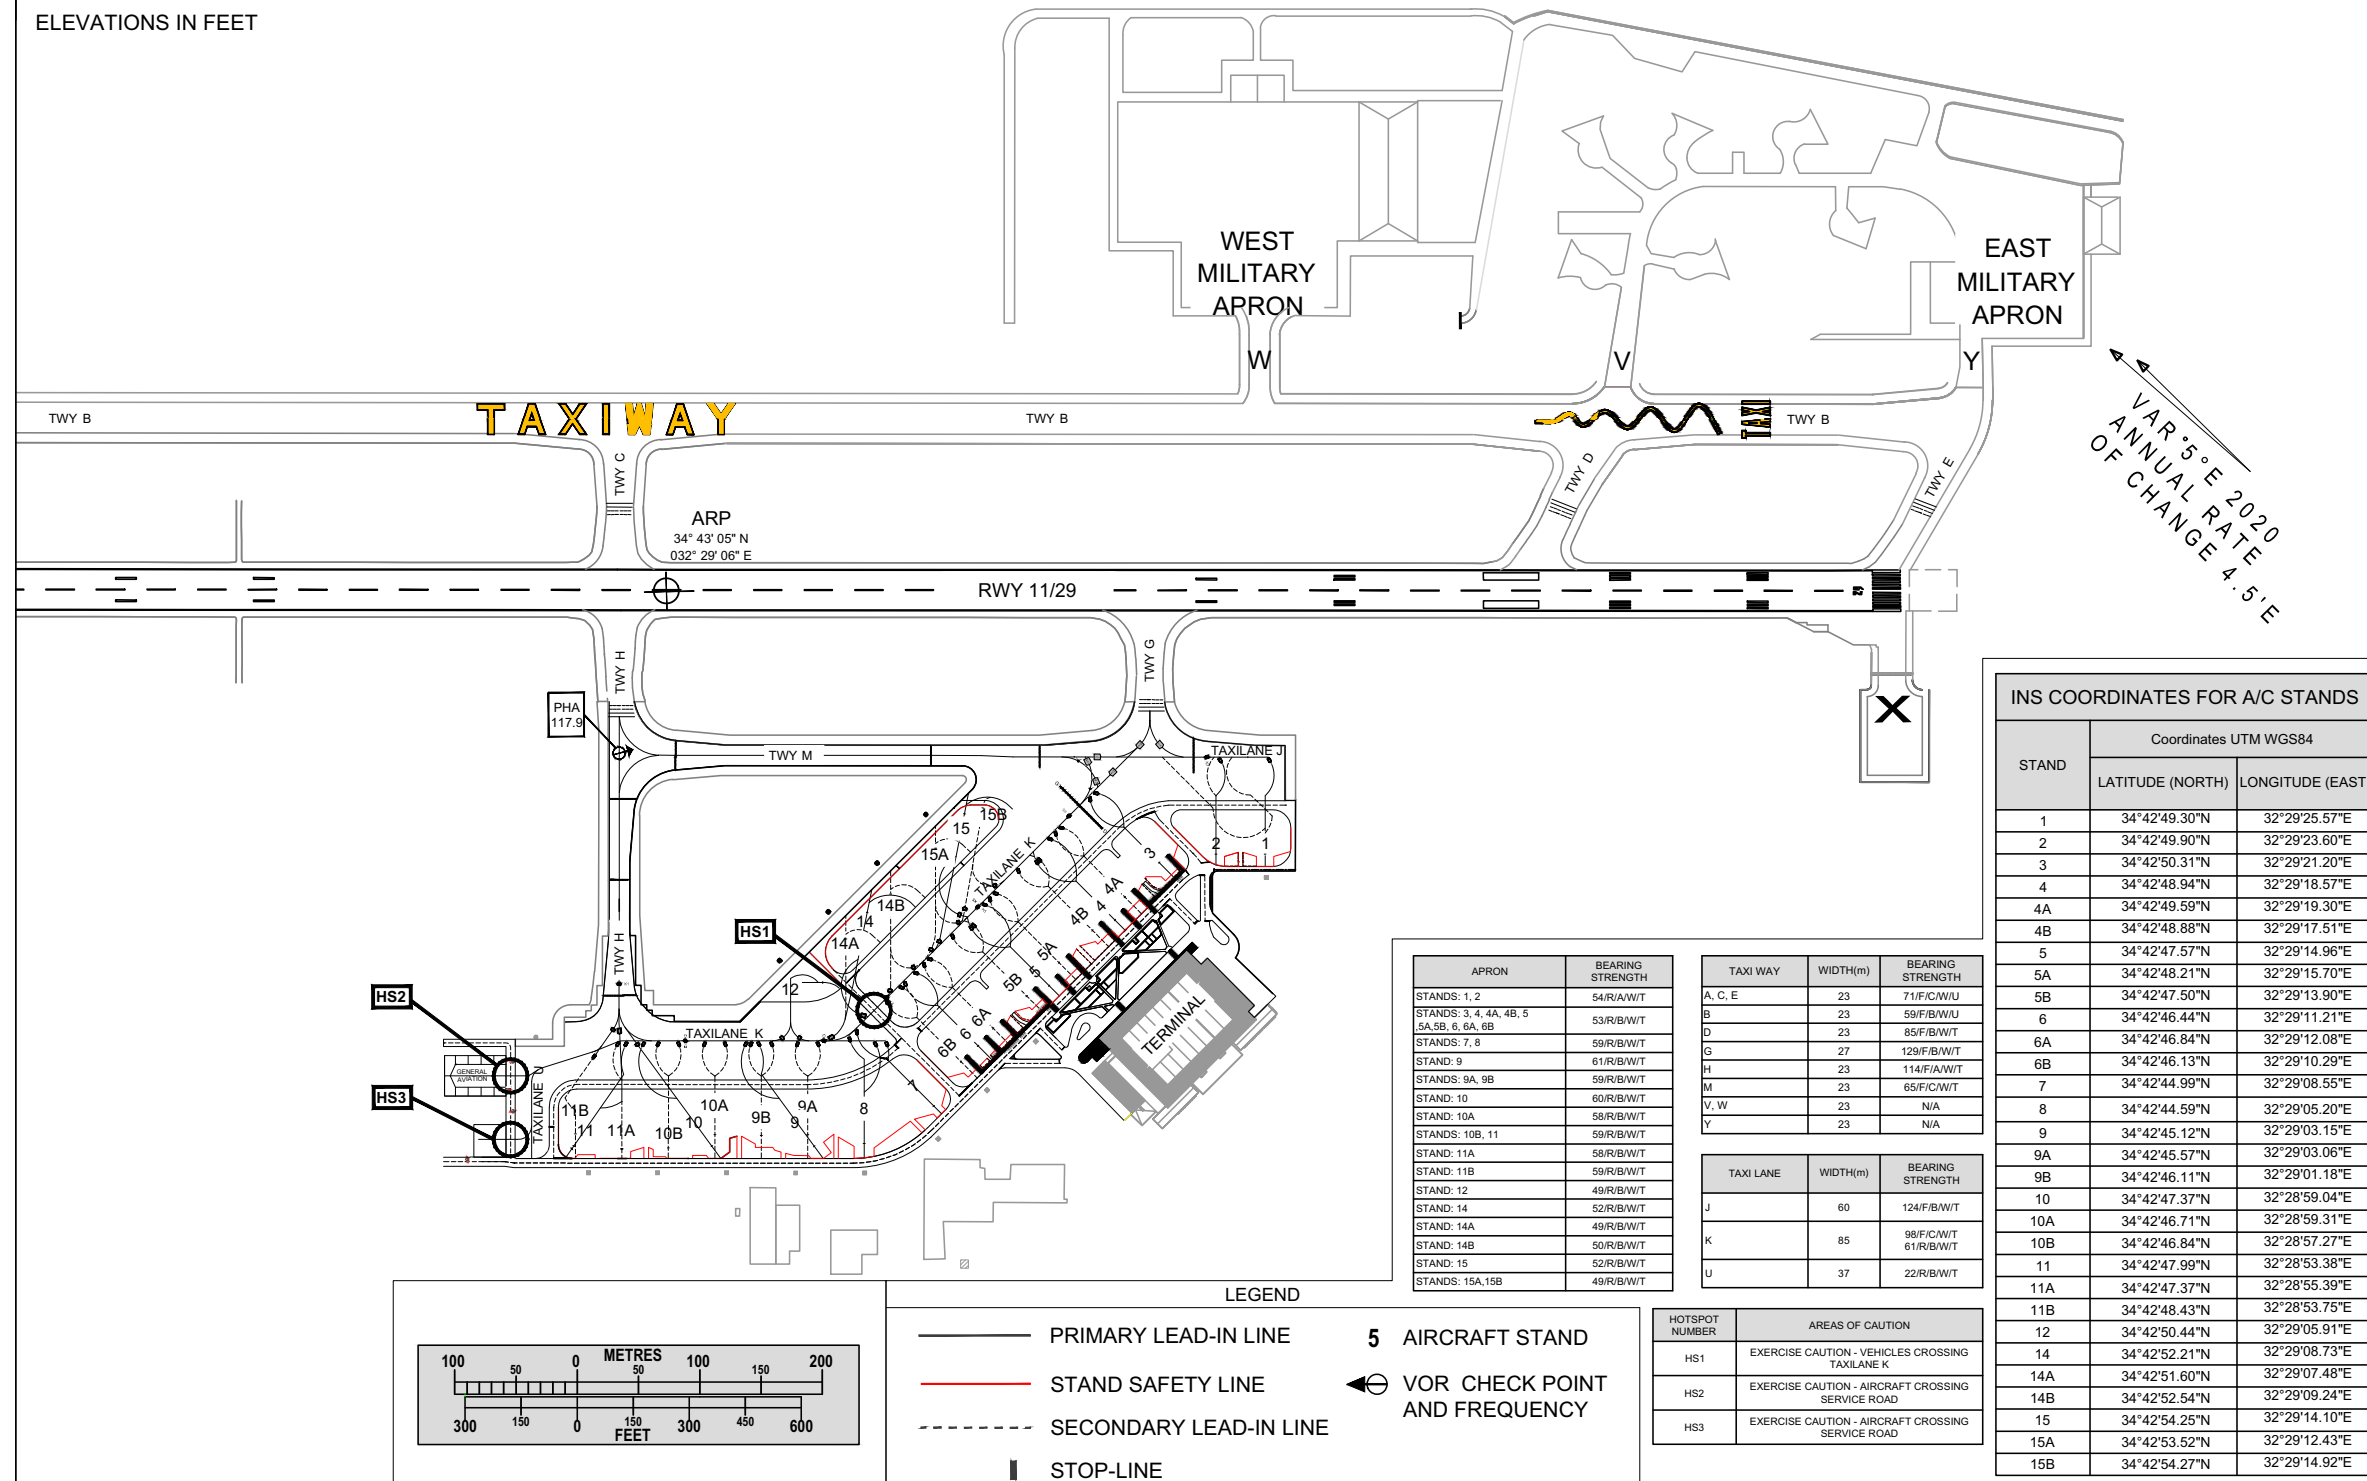 ELEVATIONS IN FEET
WEST
MILITARY
APRON
EAST
MILITARY
APRON
W
V
Y
TWY B
TAXIWAY
TWY B
TAXI
TWY B
VAR 5°E 2020
ANNUAL RATE
OF CHANGE 4.5'E
TWY C
TWY D
TWY E
ARP
34° 43' 05" N
032° 29' 06" E
RWY 11/29
29
TWY H
TWY G
PHA
117.9
TWY M
TAXILANE J
X
15B
15
15A
TAXILANE K
14B
14
14A
12
3
2
1
4A
4
4B
5A
5
5B
6A
6
6B
7
HS1
TWY H
HS2
TAXILANE K
GENERAL
AVIATION
HS3
TAXILANE U
11B
11
11A
10B
10
10A
9B
9
9A
8
TERMINAL
INS COORDINATES FOR A/C STANDS
STAND
Coordinates UTM WGS84
LATITUDE (NORTH) LONGITUDE (EAST
1 34°42'49.30"N 32°29'25.57"E
2 34°42'49.90"N 32°29'23.60"E
3 34°42'50.31"N 32°29'21.20"E
4 34°42'48.94"N 32°29'18.57"E
4A 34°42'49.59"N 32°29'19.30"E
4B 34°42'48.88"N 32°29'17.51"E
5 34°42'47.57"N 32°29'14.96"E
5A 34°42'48.21"N 32°29'15.70"E
5B 34°42'47.50"N 32°29'13.90"E
6 34°42'46.44"N 32°29'11.21"E
6A 34°42'46.84"N 32°29'12.08"E
6B 34°42'46.13"N 32°29'10.29"E
7 34°42'44.99"N 32°29'08.55"E
8 34°42'44.59"N 32°29'05.20"E
9 34°42'45.12"N 32°29'03.15"E
9A 34°42'45.57"N 32°29'03.06"E
9B 34°42'46.11"N 32°29'01.18"E
10 34°42'47.37"N 32°28'59.04"E
10A 34°42'46.71"N 32°28'59.31"E
10B 34°42'46.84"N 32°28'57.27"E
11 34°42'47.99"N 32°28'53.38"E
11A 34°42'47.37"N 32°28'55.39"E
11B 34°42'48.43"N 32°28'53.75"E
12 34°42'50.44"N 32°29'05.91"E
14 34°42'52.21"N 32°29'08.73"E
14A 34°42'51.60"N 32°29'07.48"E
14B 34°42'52.54"N 32°29'09.24"E
15 34°42'54.25"N 32°29'14.10"E
15A 34°42'53.52"N 32°29'12.43"E
15B 34°42'54.27"N 32°29'14.92"E
APRON BEARING
STRENGTH
STANDS: 1, 2 54/R/A/W/T
STANDS: 3, 4, 4A, 4B, 5
,5A,5B, 6, 6A, 6B 53/R/B/W/T
STANDS: 7, 8 59/R/B/W/T
STAND: 9 61/R/B/W/T
STANDS: 9A, 9B 59/R/B/W/T
STAND: 10 60/R/B/W/T
STAND: 10A 58/R/B/W/T
STANDS: 10B, 11 59/R/B/W/T
STAND: 11A 58/R/B/W/T
STAND: 11B 59/R/B/W/T
STAND: 12 49/R/B/W/T
STAND: 14 52/R/B/W/T
STAND: 14A 49/R/B/W/T
STAND: 14B 50/R/B/W/T
STAND: 15 52/R/B/W/T
STANDS: 15A,15B 49/R/B/W/T
TAXI WAY WIDTH(m) BEARING
STRENGTH
A, C, E 23 71/F/C/W/U
B 23 59/F/B/W/U
D 23 85/F/B/W/T
G 27 129/F/B/W/T
H 23 114/F/A/W/T
M 23 65/F/C/W/T
V, W 23 N/A
Y 23 N/A
TAXI LANE WIDTH(m) BEARING
STRENGTH
J 60 124/F/B/W/T
K 85 98/F/C/W/T
61/R/B/W/T
U 37 22/R/B/W/T
HOTSPOT
NUMBER AREAS OF CAUTION
HS1 EXERCISE CAUTION - VEHICLES CROSSING
TAXILANE K
HS2 EXERCISE CAUTION - AIRCRAFT CROSSING
SERVICE ROAD
HS3 EXERCISE CAUTION - AIRCRAFT CROSSING
SERVICE ROAD
METRES
100 50 0 50 100 150 200
300 150 0 150 300 450 600
FEET
LEGEND
PRIMARY LEAD-IN LINE
STAND SAFETY LINE
SECONDARY LEAD-IN LINE
STOP-LINE
5 AIRCRAFT STAND
VOR CHECK POINT
AND FREQUENCY